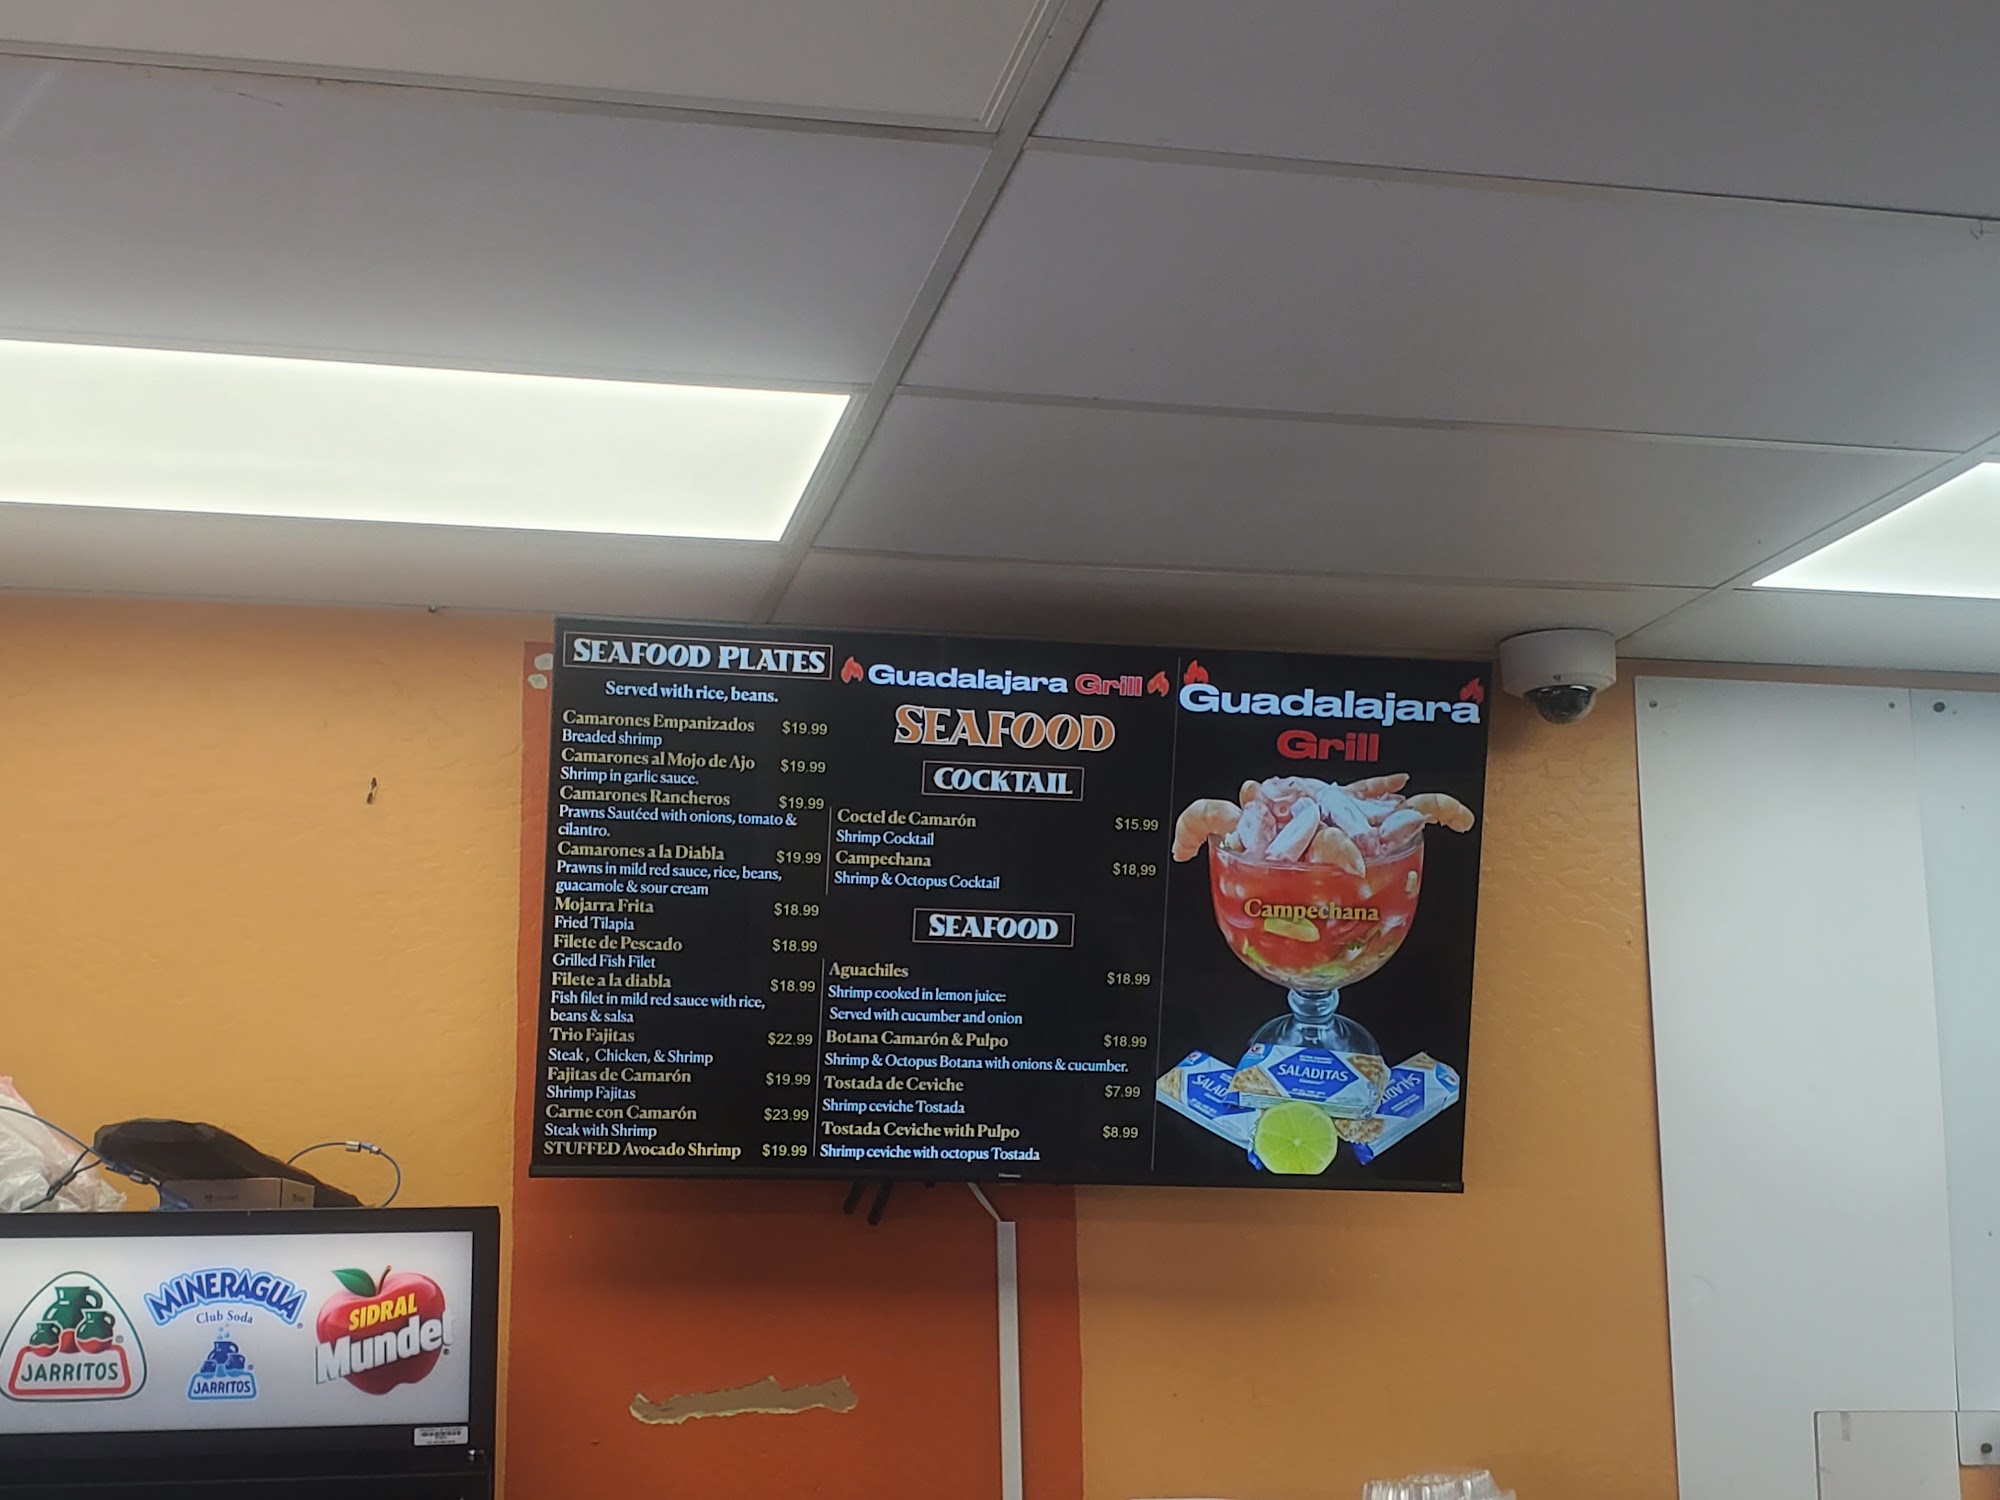 SEAFOOD PLATES
Served with rice, beans.
Camarones Empanizados $19.99
Breaded shrimp
Camarones al Mojo de Ajo $19.99
Shrimp in garlic sauce.
Camarones Rancheros $19.99
Prawns Sautéed with onions, tomato &
cilantro.
Camarones a la Diabla $19.99
Prawns in mild red sauce, rice, beans,
guacamole & sour cream
Mojarra Frita $18.99
Fried Tilapia
Filete de Pescado $18.99
Grilled Fish Filet
Filete a la diabla $18.99
Fish filet in mild red sauce with rice,
beans & salsa
Trio Fajitas $22.99
Steak, Chicken, & Shrimp
Fajitas de Camarón $19.99
Shrimp Fajitas
Carne con Camarón $23.99
Steak with Shrimp
STUFFED Avocado Shrimp $19.99
Guadalajara Grill
SEAFOOD
COCKTAIL
Coctel de Camarón $15.99
Shrimp Cocktail
Campechana $18,99
Shrimp & Octopus Cocktail
SEAFOOD
Aguachiles $18.99
Shrimp cooked in lemon juice:
Served with cucumber and onion
Botana Camarón & Pulpo $18.99
Shrimp & Octopus Botana with onions & cucumber.
Tostada de Ceviche $7.99
Shrimp ceviche Tostada
Tostada Ceviche with Pulpo $8.99
Shrimp ceviche with octopus Tostada
Guadalajara
Grill
Campechana
SALADITAS
JARRITOS
MINERAGUA
Club Soda
JARRITOS
SIDRAL
Mundet